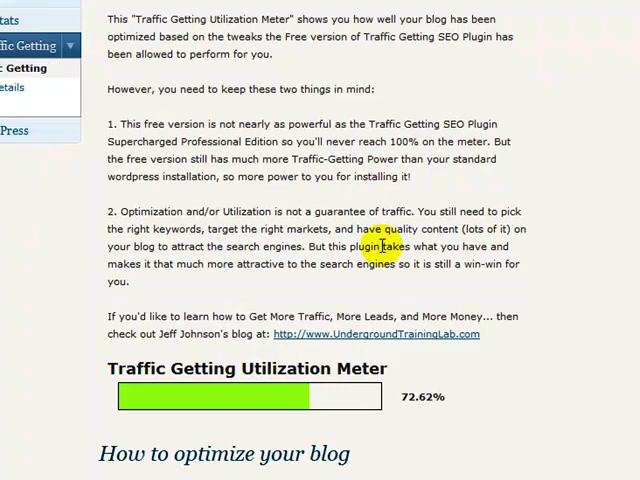 tats
ffic Getting
c Getting
etails
Press
This "Traffic Getting Utilization Meter" shows you how well your blog has been
optimized based on the tweaks the Free version of Traffic Getting SEO Plugin has
been allowed to perform for you.
However, you need to keep these two things in mind:
1. This free version is not nearly as powerful as the Traffic Getting SEO Plugin
Supercharged Professional Edition so you'll never reach 100% on the meter. But
the free version still has much more Traffic-Getting Power than your standard
wordpress installation, so more power to you for installing it!
2. Optimization and/or Utilization is not a guarantee of traffic. You still need to pick
the right keywords, target the right markets, and have quality content (lots of it) on
your blog to attract the search engines. But this plugin takes what you have and
makes it that much more attractive to the search engines so it is still a win-win for
you.
If you'd like to learn how to Get More Traffic, More Leads, and More Money... then
check out Jeff Johnson's blog at: http://www.UndergroundTrainingLab.com
Traffic Getting Utilization Meter
72.62%
How to optimize your blog